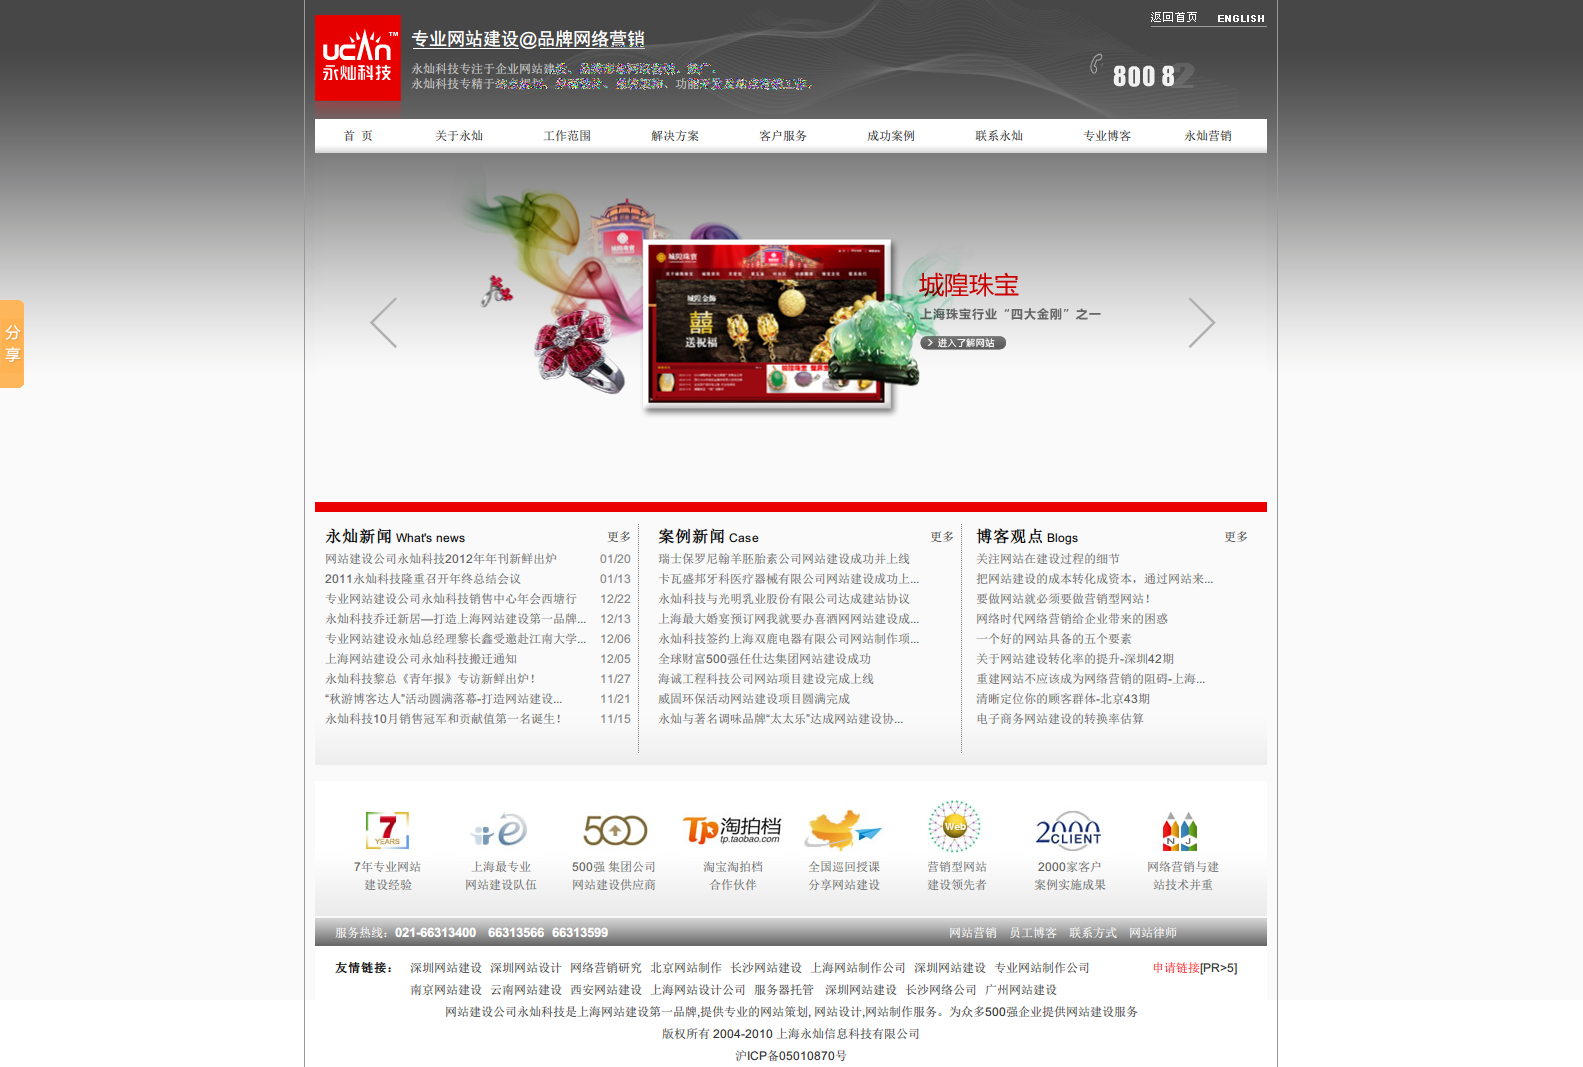 返回首页 ENGLISH
ucan™
永灿科技
专业网站建设@品牌网络营销
永灿科技专注于企业网站建
永灿科技专精于
800 8
首 页 关于永灿 工作范围 解决方案 客户服务 成功案例 联系永灿 专业博客 永灿营销
分享
城隍珠宝
城隍金饰
囍
送祝福
城隍珠宝
上海珠宝行业“四大金刚”之一
进入了解网站
永灿新闻 What's news 更多
网站建设公司永灿科技2012年年刊新鲜出炉 01/20
2011永灿科技隆重召开年终总结会议 01/13
专业网站建设公司永灿科技销售中心年会西塘行 12/22
永灿科技乔迁新居—打造上海网站建设第一品牌... 12/13
专业网站建设永灿总经理黎长鑫受邀赴江南大学... 12/06
上海网站建设公司永灿科技搬迁通知 12/05
永灿科技黎总《青年报》专访新鲜出炉！ 11/27
“秋游博客达人”活动圆满落幕-打造网站建设... 11/21
永灿科技10月销售冠军和贡献值第一名诞生！ 11/15
案例新闻 Case 更多
瑞士保罗尼翰羊胚胎素公司网站建设成功并上线
卡瓦盛邦牙科医疗器械有限公司网站建设成功上...
永灿科技与光明乳业股份有限公司达成建站协议
上海最大婚宴预订网我就要办喜酒网网站建设成...
永灿科技签约上海双鹿电器有限公司网站制作项...
全球财富500强任仕达集团网站建设成功
海诚工程科技公司网站项目建设完成上线
威固环保活动网站建设项目圆满完成
永灿与著名调味品牌“太太乐”达成网站建设协...
博客观点 Blogs 更多
关注网站在建设过程的细节
把网站建设的成本转化成资本，通过网站来...
要做网站就必须要做营销型网站！
网络时代网络营销给企业带来的困惑
一个好的网站具备的五个要素
关于网站建设转化率的提升-深圳42期
重建网站不应该成为网络营销的阻碍-上海...
清晰定位你的顾客群体-北京43期
电子商务网站建设的转换率估算
7 YEARS
7年专业网站
建设经验
上海最专业
网站建设队伍
500
500强 集团公司
网站建设供应商
Tp淘拍档
tp.taobao.com
淘宝淘拍档
合作伙伴
全国巡回授课
分享网站建设
Web
营销型网站
建设领先者
2000 CLIENT
2000家客户
案例实施成果
N J
网络营销与建
站技术并重
服务热线：021-66313400 66313566 66313599 网站营销 员工博客 联系方式 网站律师
友情链接： 深圳网站建设 深圳网站设计 网络营销研究 北京网站制作 长沙网站建设 上海网站制作公司 深圳网站建设 专业网站制作公司 申请链接[PR>5]
南京网站建设 云南网站建设 西安网站建设 上海网站设计公司 服务器托管 深圳网站建设 长沙网络公司 广州网站建设
网站建设公司永灿科技是上海网站建设第一品牌,提供专业的网站策划, 网站设计,网站制作服务。为众多500强企业提供网站建设服务
版权所有 2004-2010 上海永灿信息科技有限公司
沪ICP备05010870号